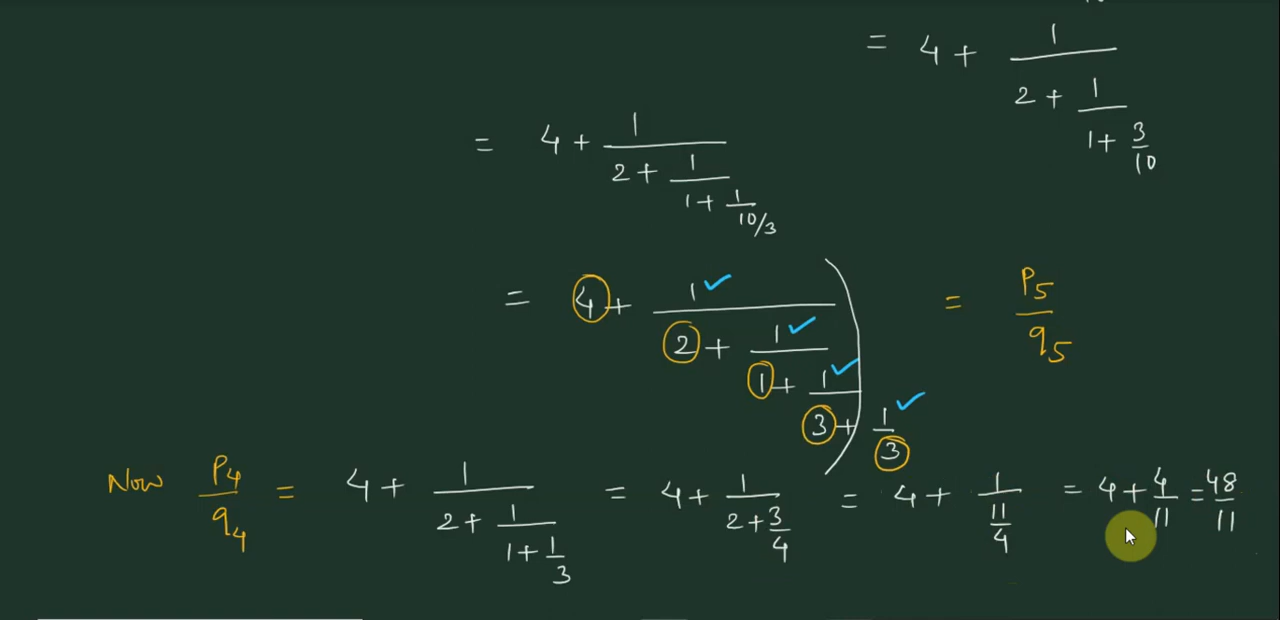 = 4 + 1/(2 + 1/(1 + 3/10))
= 4 + 1/(2 + 1/(1 + 1/(10/3)))
= 4 + 1/(2 + 1/(1 + 1/(3 + 1/3))) = P5/q5
Now P4/q4 = 4 + 1/(2 + 1/(1 + 1/3)) = 4 + 1/(2 + 3/4) = 4 + 1/(11/4) = 4 + 4/11 = 48/11